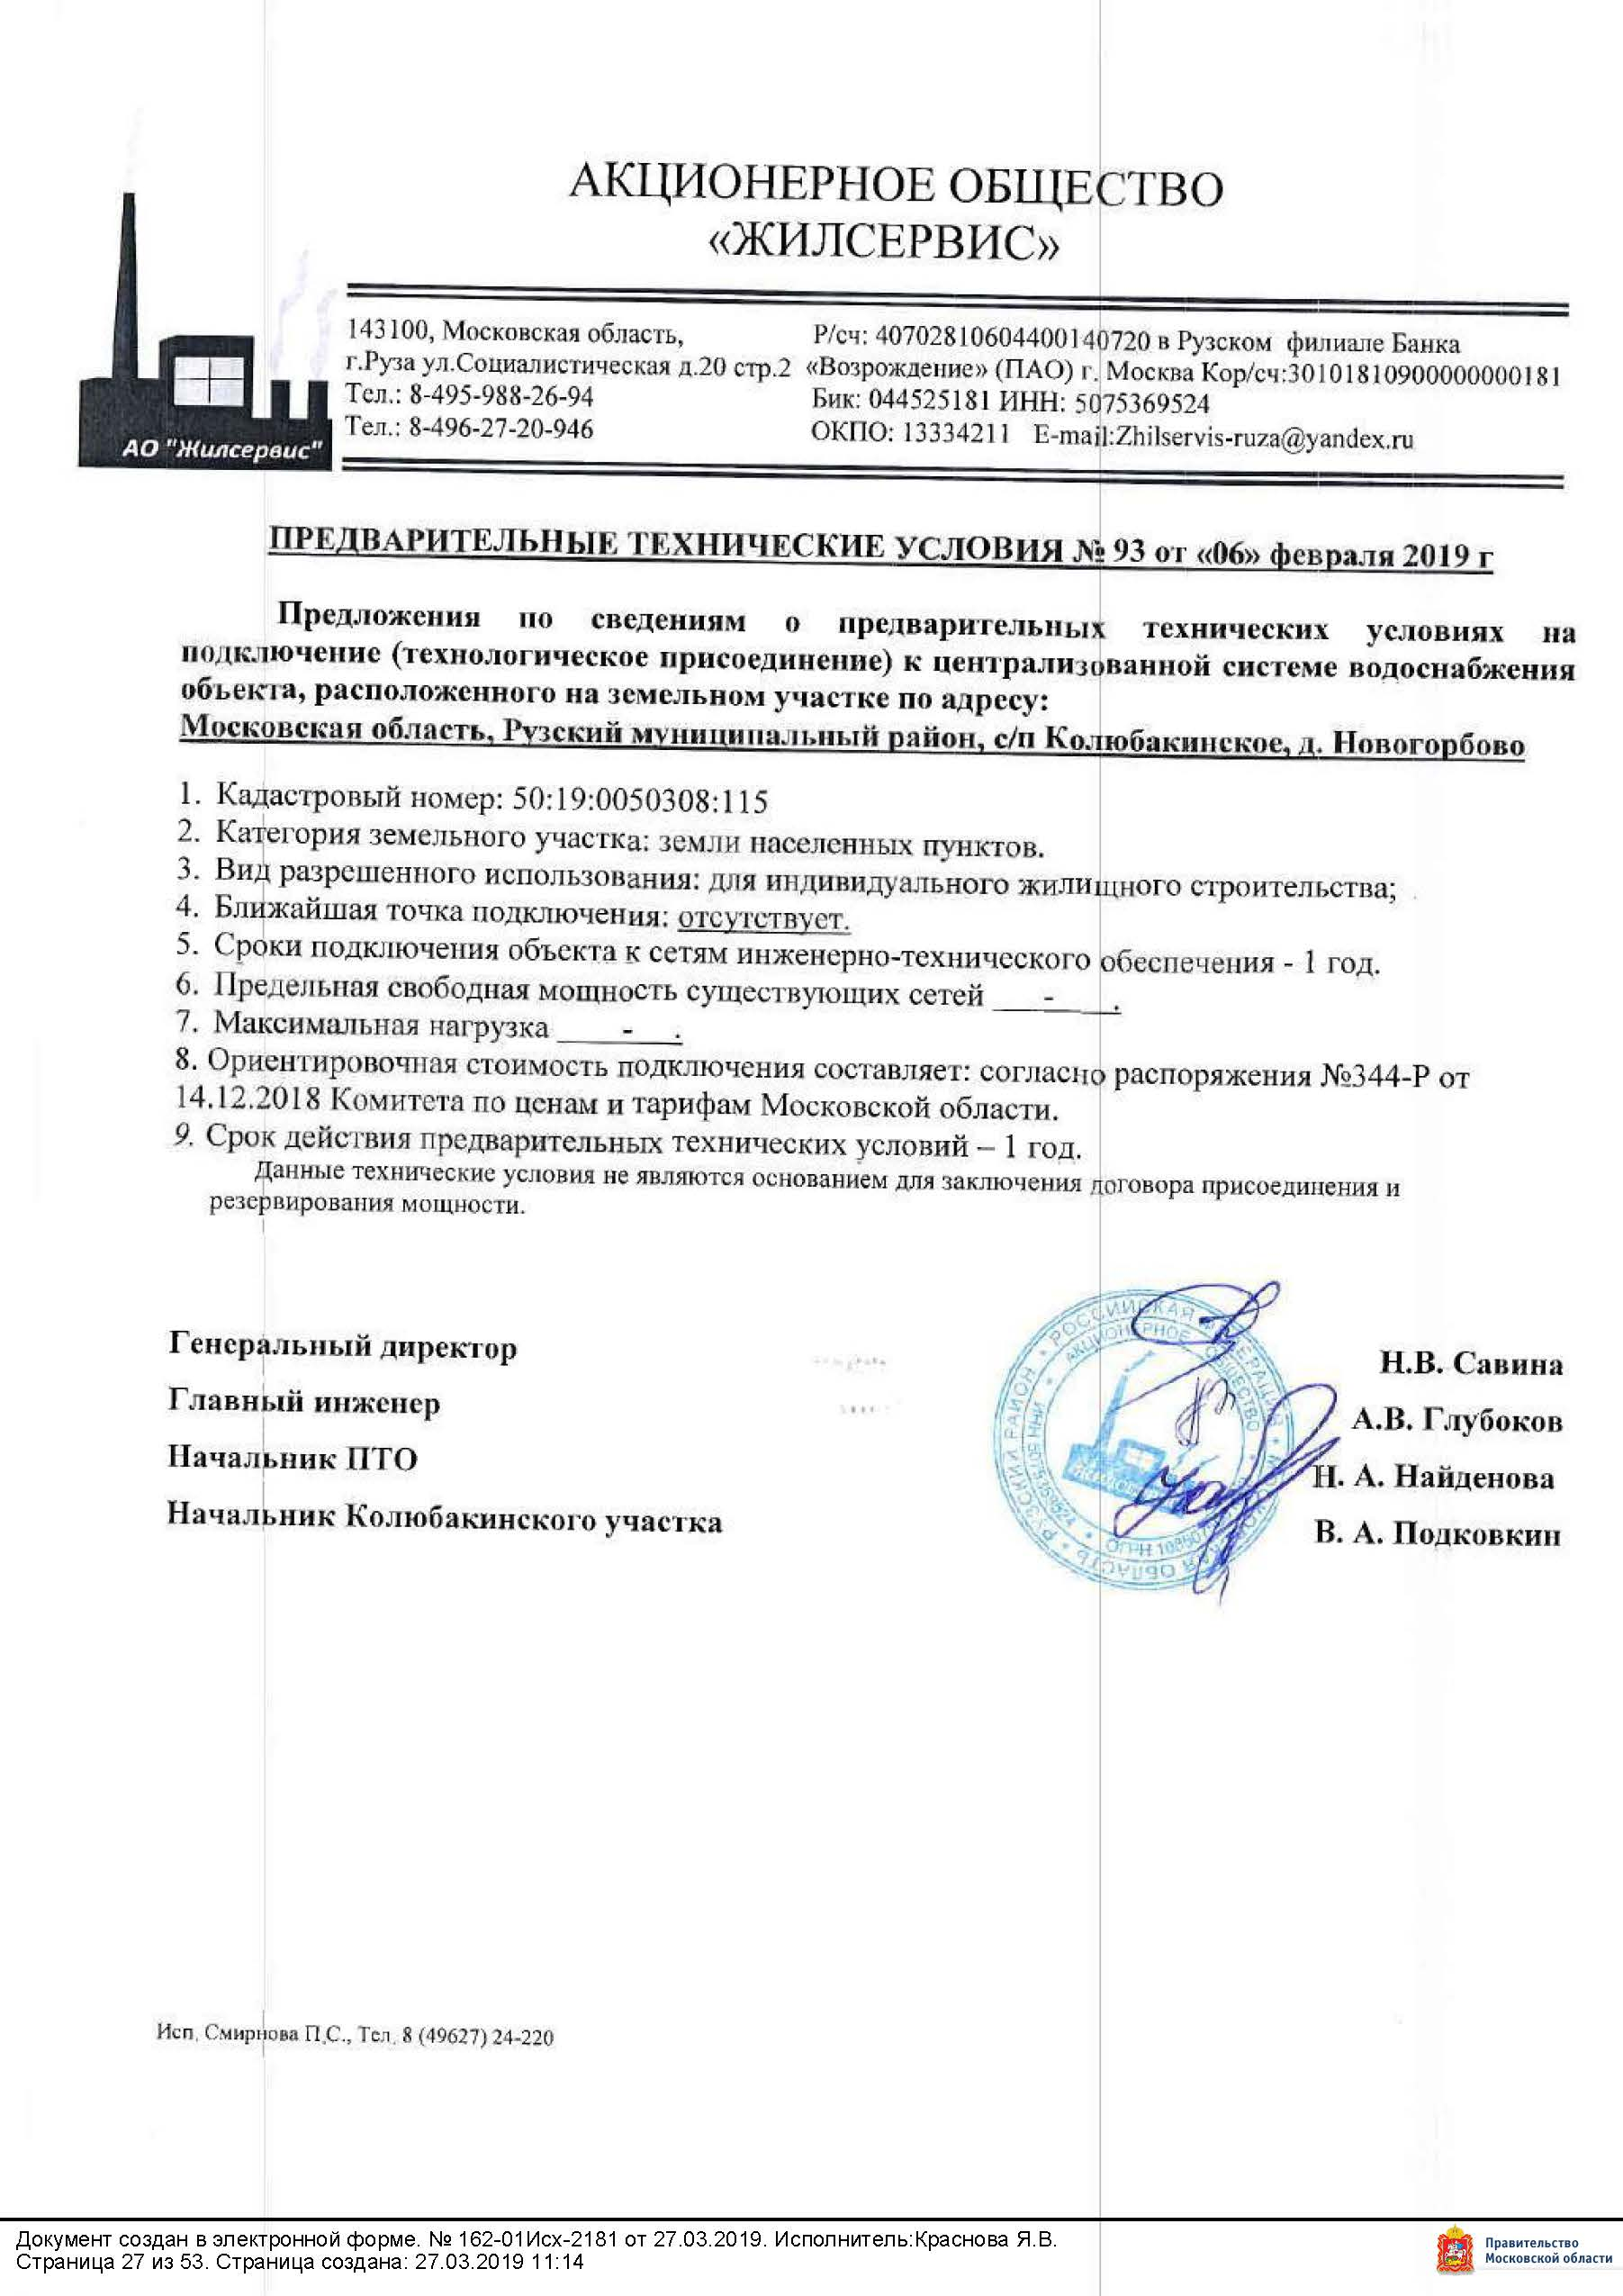 АКЦИОНЕРНОЕ ОБЩЕСТВО
«ЖИЛСЕРВИС»
АО "Жилсервис"
143100, Московская область,
г.Руза ул.Социалистическая д.20 стр.2
Тел.: 8-495-988-26-94
Тел.: 8-496-27-20-946
Р/сч: 40702810604400140720 в Рузском филиале Банка
«Возрождение» (ПАО) г. Москва Кор/сч:30101810900000000181
Бик: 044525181 ИНН: 5075369524
ОКПО: 13334211 E-mail:Zhilservis-ruza@yandex.ru
ПРЕДВАРИТЕЛЬНЫЕ ТЕХНИЧЕСКИЕ УСЛОВИЯ № 93 от «06» февраля 2019 г
Предложения по сведениям о предварительных технических условиях на
подключение (технологическое присоединение) к централизованной системе водоснабжения
объекта, расположенного на земельном участке по адресу:
Московская область, Рузский муниципальный район, с/п Колюбакинское, д. Новогорбово
1. Кадастровый номер: 50:19:0050308:115
2. Категория земельного участка: земли населенных пунктов.
3. Вид разрешенного использования: для индивидуального жилищного строительства;
4. Ближайшая точка подключения: отсутствует.
5. Сроки подключения объекта к сетям инженерно-технического обеспечения - 1 год.
6. Предельная свободная мощность существующих сетей ___-____.
7. Максимальная нагрузка ____-___.
8. Ориентировочная стоимость подключения составляет: согласно распоряжения №344-Р от
14.12.2018 Комитета по ценам и тарифам Московской области.
9. Срок действия предварительных технических условий – 1 год.
Данные технические условия не являются основанием для заключения договора присоединения и
резервирования мощности.
Генеральный директор Н.В. Савина
Главный инженер А.В. Глубоков
Начальник ПТО Н. А. Найденова
Начальник Колюбакинского участка В. А. Подковкин
РОССИЙСКАЯ ФЕДЕРАЦИЯ
РУЗСКИЙ РАЙОН
АКЦИОНЕРНОЕ ОБЩЕСТВО
Исп. Смирнова П.С., Тел. 8 (49627) 24-220
Документ создан в электронной форме. № 162-01Исх-2181 от 27.03.2019. Исполнитель:Краснова Я.В.
Страница 27 из 53. Страница создана: 27.03.2019 11:14
Правительство
Московской области